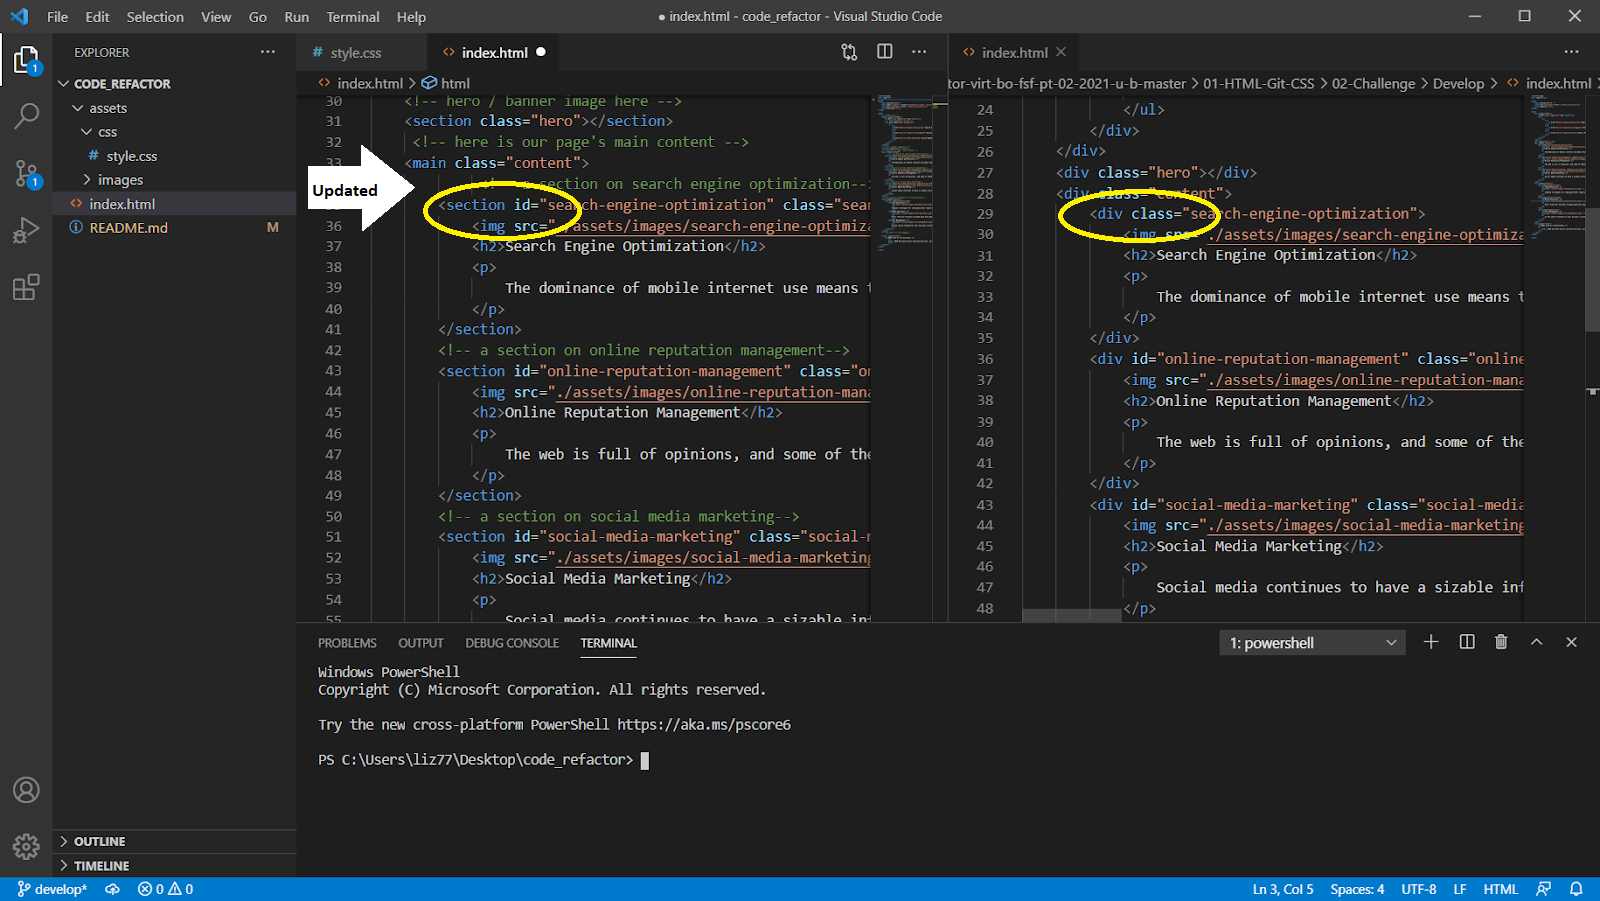 File Edit Selection View Go Run Terminal Help
● index.html - code_refactor - Visual Studio Code
EXPLORER
CODE_REFACTOR
assets
css
# style.css
images
<> index.html
README.md M
1
1
# style.css
<> index.html
<> index.html > html
30 <!-- hero / banner image here -->
31 <section class="hero"></section>
32 <!-- here is our page's main content -->
33 <main class="content">
section on search engine optimization-->
<section id="search-engine-optimization" class="sear
36 <img src="./assets/images/search-engine-optimiza
37 <h2>Search Engine Optimization</h2>
38 <p>
39 The dominance of mobile internet use means t
40 </p>
41 </section>
42 <!-- a section on online reputation management-->
43 <section id="online-reputation-management" class="on
44 <img src="./assets/images/online-reputation-mana
45 <h2>Online Reputation Management</h2>
46 <p>
47 The web is full of opinions, and some of the
48 </p>
49 </section>
50 <!-- a section on social media marketing-->
51 <section id="social-media-marketing" class="social-m
52 <img src="./assets/images/social-media-marketing
53 <h2>Social Media Marketing</h2>
54 <p>
55 Social media continues to have a sizable inf
Updated
<> index.html
tor-virt-bo-fsf-pt-02-2021-u-b-master > 01-HTML-Git-CSS > 02-Challenge > Develop > <> index.html >
24 </ul>
25 </div>
26 </div>
27 <div class="hero"></div>
28 <div class="content">
29 <div class="search-engine-optimization">
30 <img src="./assets/images/search-engine-optimiza
31 <h2>Search Engine Optimization</h2>
32 <p>
33 The dominance of mobile internet use means t
34 </p>
35 </div>
36 <div id="online-reputation-management" class="online
37 <img src="./assets/images/online-reputation-mana
38 <h2>Online Reputation Management</h2>
39 <p>
40 The web is full of opinions, and some of the
41 </p>
42 </div>
43 <div id="social-media-marketing" class="social-media
44 <img src="./assets/images/social-media-marketing
45 <h2>Social Media Marketing</h2>
46 <p>
47 Social media continues to have a sizable inf
48 </p>
PROBLEMS OUTPUT DEBUG CONSOLE TERMINAL
1: powershell
Windows PowerShell
Copyright (C) Microsoft Corporation. All rights reserved.
Try the new cross-platform PowerShell https://aka.ms/pscore6
PS C:\Users\liz77\Desktop\code_refactor>
OUTLINE
TIMELINE
develop* 0 0
Ln 3, Col 5 Spaces: 4 UTF-8 LF HTML